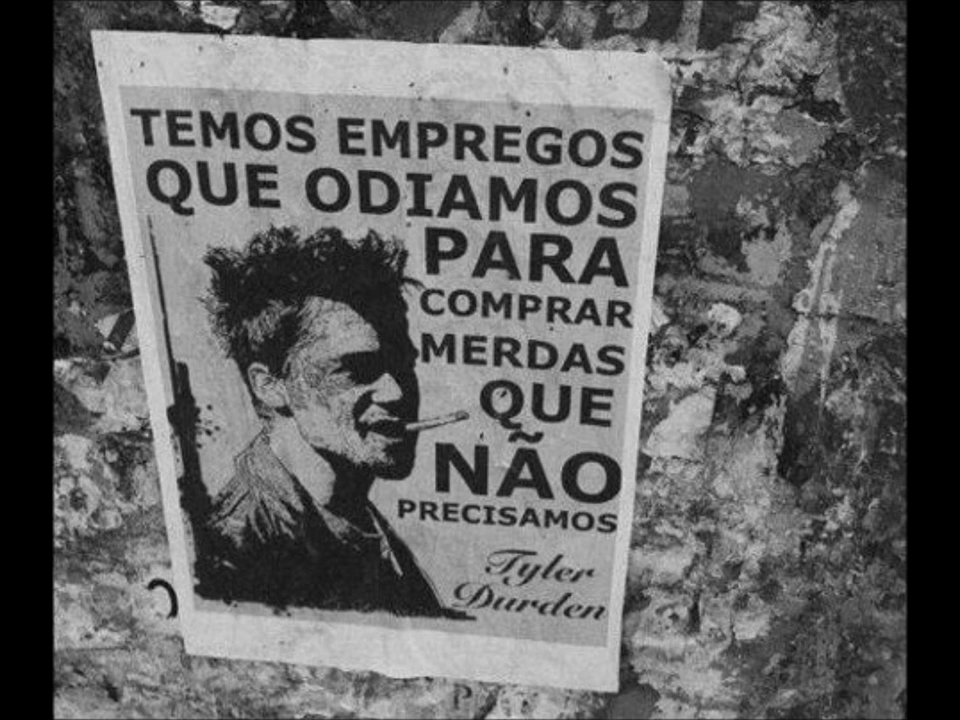 TEMOS EMPREGOS
QUE ODIAMOS
PARA
COMPRAR
MERDAS
QUE
NÃO
PRECISAMOS
Tyler
Durden